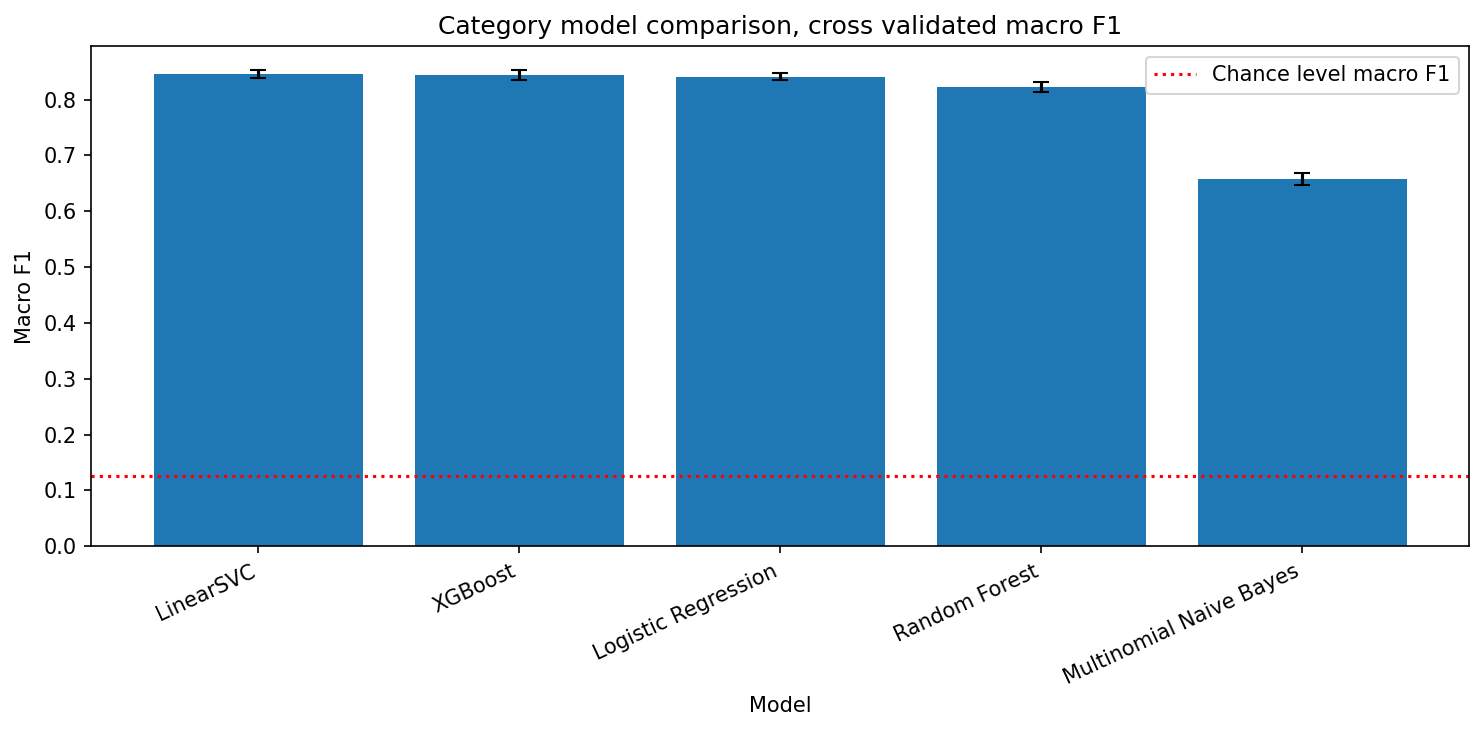 Category model comparison, cross validated macro F1
Chance level macro F1
Macro F1
0.8
0.7
0.6
0.5
0.4
0.3
0.2
0.1
0.0
LinearSVC
XGBoost
Logistic Regression
Random Forest
Multinomial Naive Bayes
Model